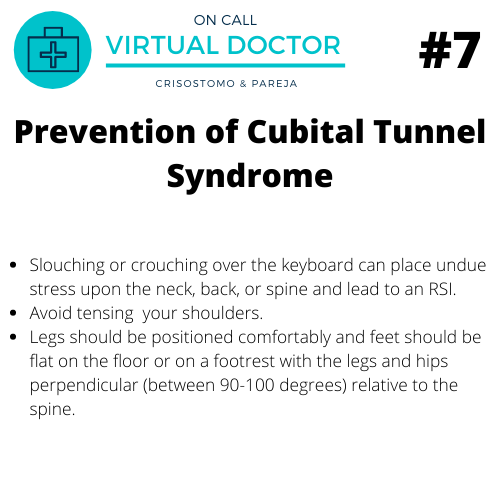 ON CALL
VIRTUAL DOCTOR
CRISOSTOMO & PAREJA
#7
Prevention of Cubital Tunnel
Syndrome
• Slouching or crouching over the keyboard can place undue
stress upon the neck, back, or spine and lead to an RSI.
• Avoid tensing  your shoulders.
• Legs should be positioned comfortably and feet should be
flat on the floor or on a footrest with the legs and hips
perpendicular (between 90-100 degrees) relative to the
spine.